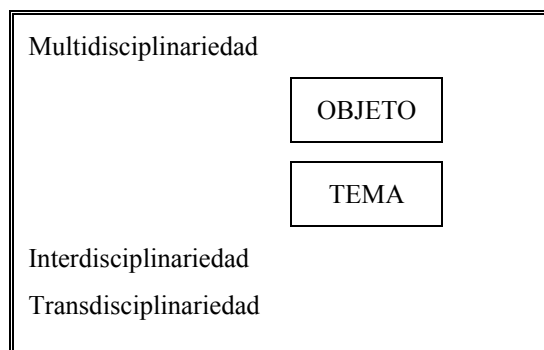 Multidisciplinariedad
OBJETO
TEMA
Interdisciplinariedad
Transdisciplinariedad